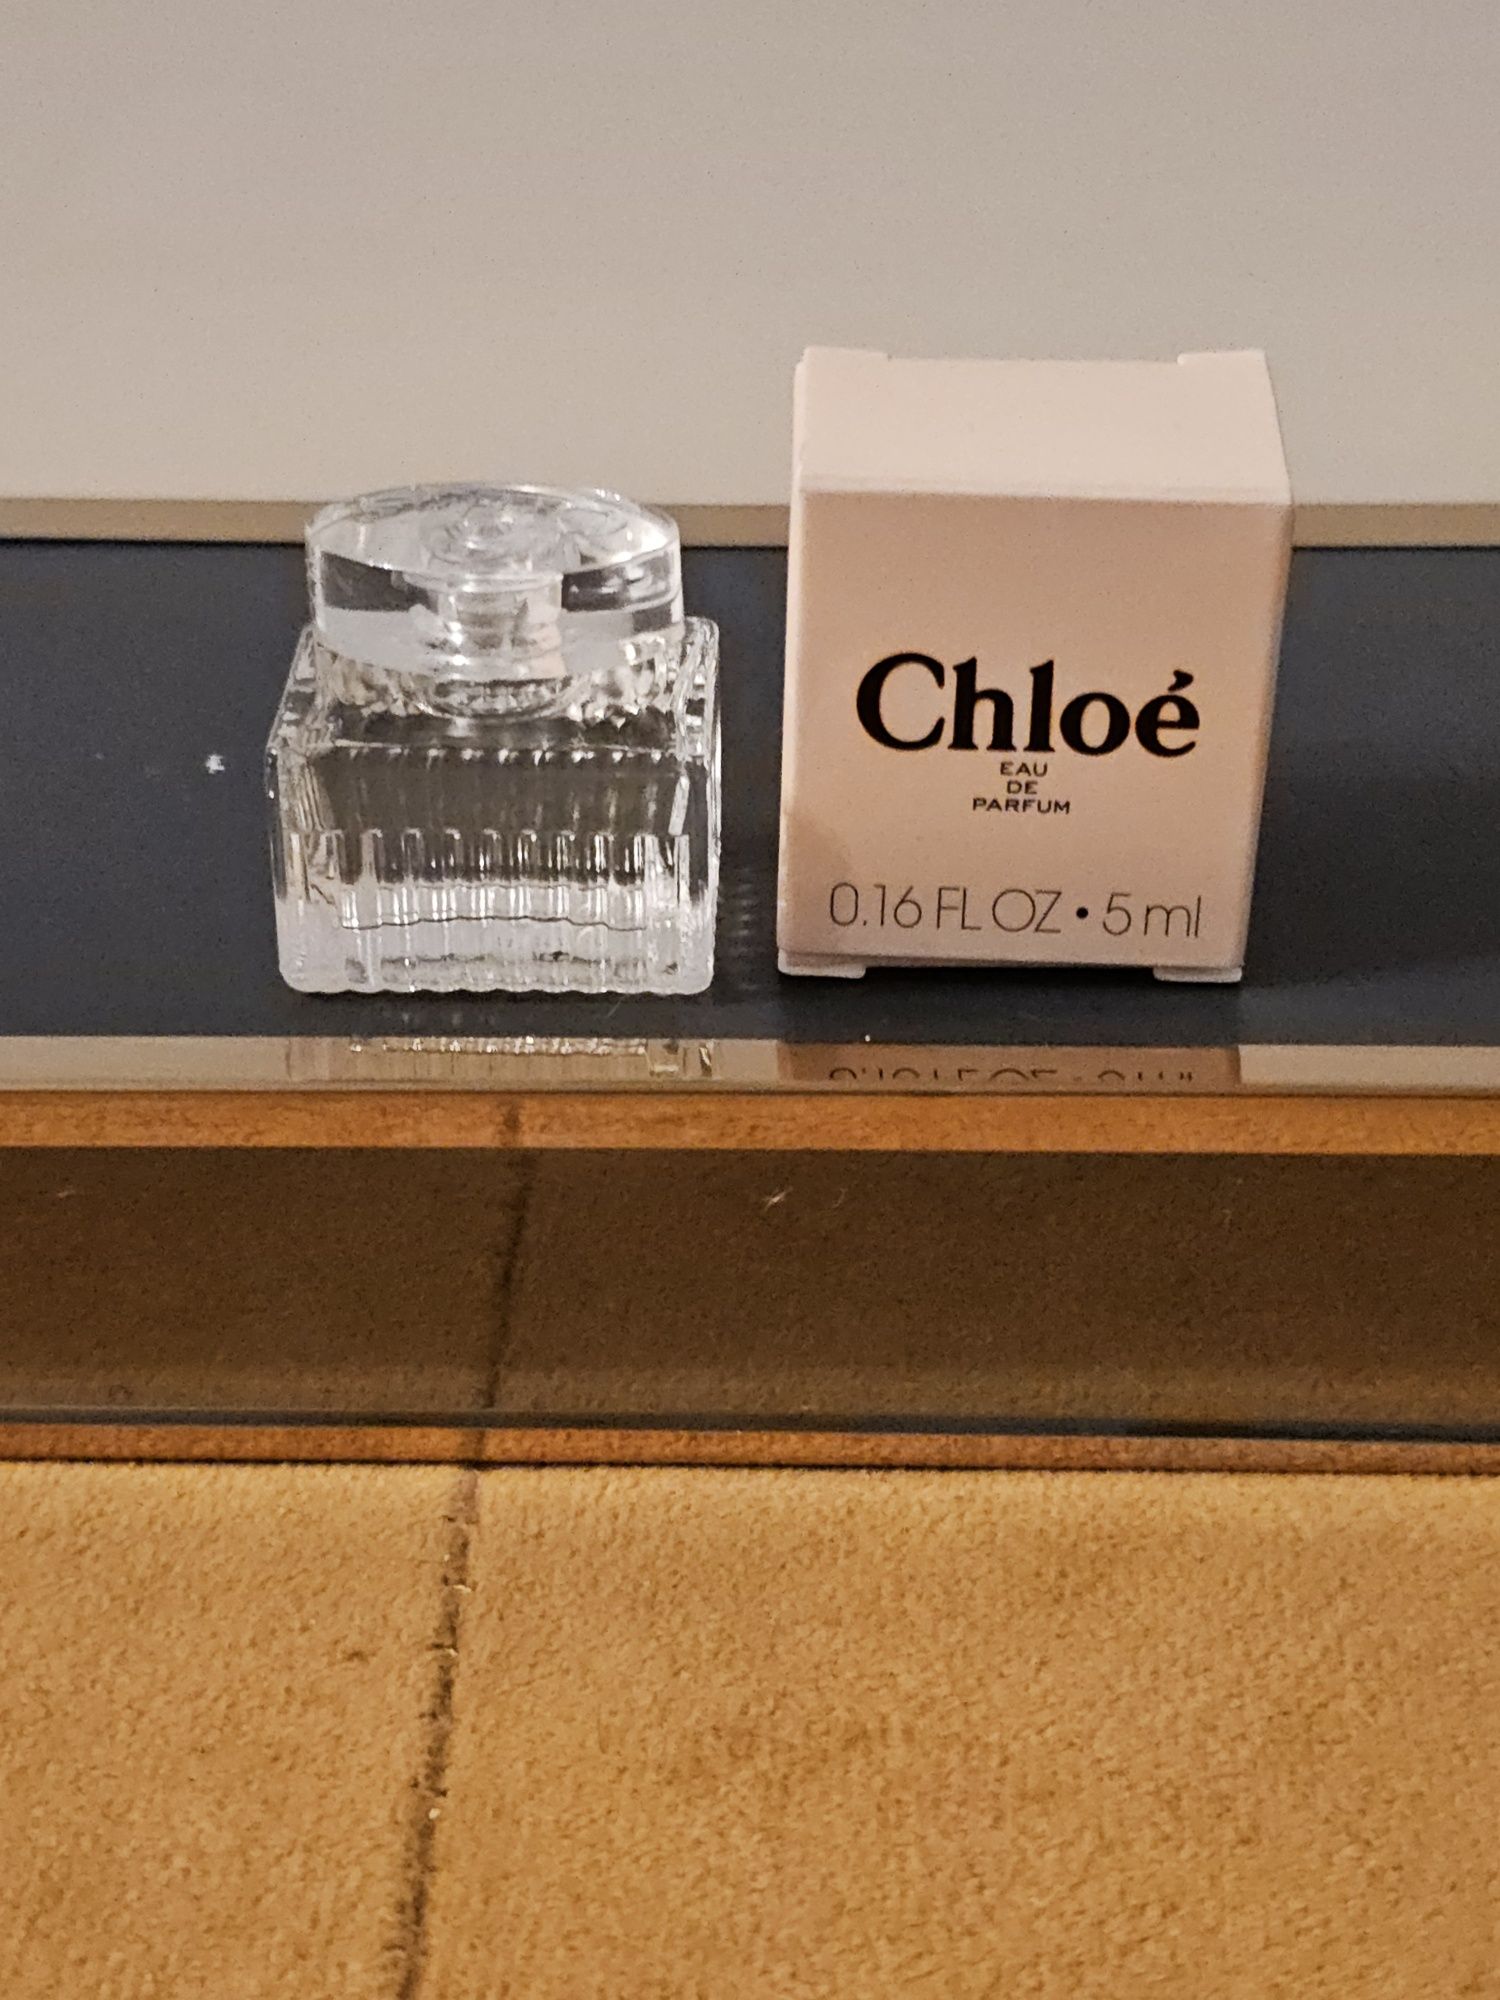 Chloé
EAU
DE
PARFUM
0.16 FL OZ • 5 ml